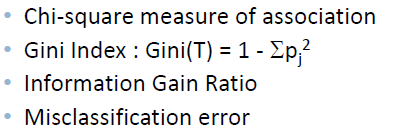 • Chi-square measure of association
• Gini Index : Gini(T) = 1 - Σpⱼ²
• Information Gain Ratio
• Misclassification error